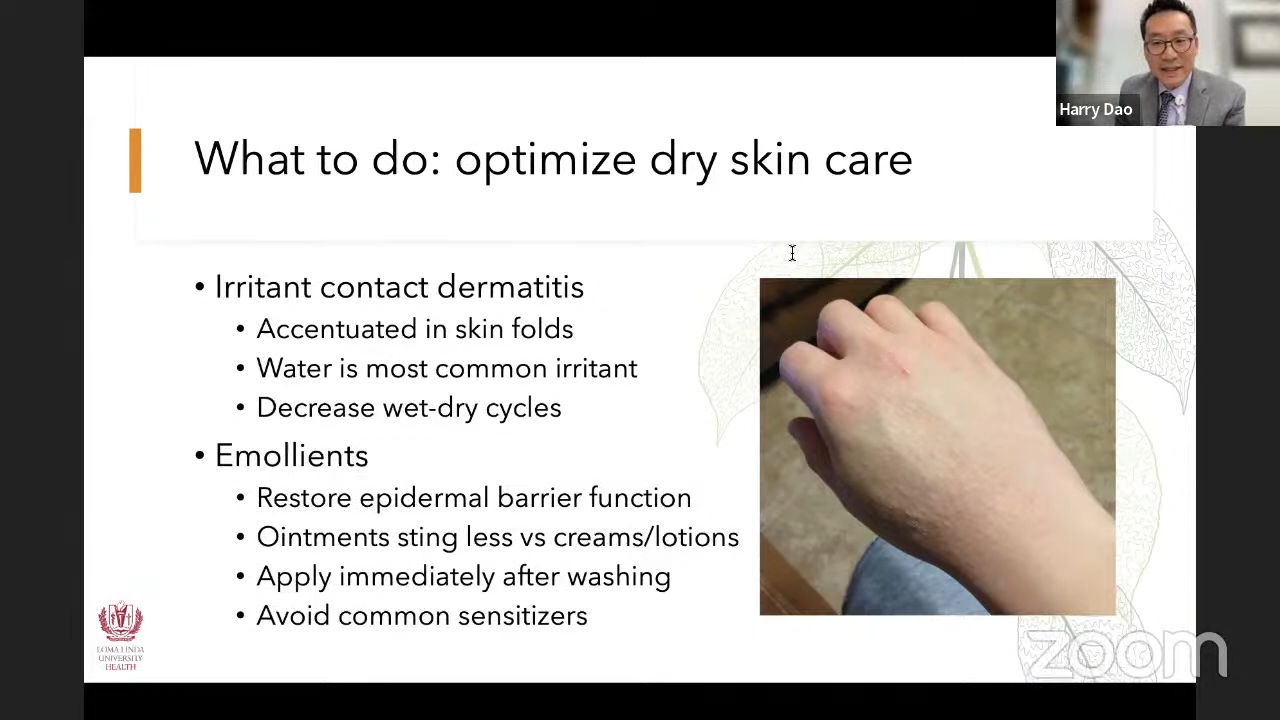 Harry Dao
What to do: optimize dry skin care
• Irritant contact dermatitis
• Accentuated in skin folds
• Water is most common irritant
• Decrease wet-dry cycles
• Emollients
• Restore epidermal barrier function
• Ointments sting less vs creams/lotions
• Apply immediately after washing
• Avoid common sensitizers
LOMA LINDA
UNIVERSITY
HEALTH
zoom